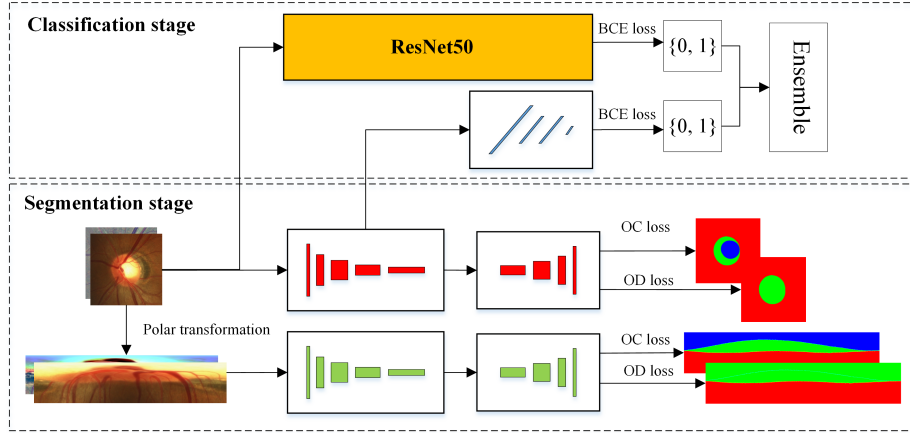 Classification stage
ResNet50
BCE loss
{0, 1}
BCE loss
{0, 1}
Ensemble
Segmentation stage
OC loss
OD loss
Polar transformation
OC loss
OD loss